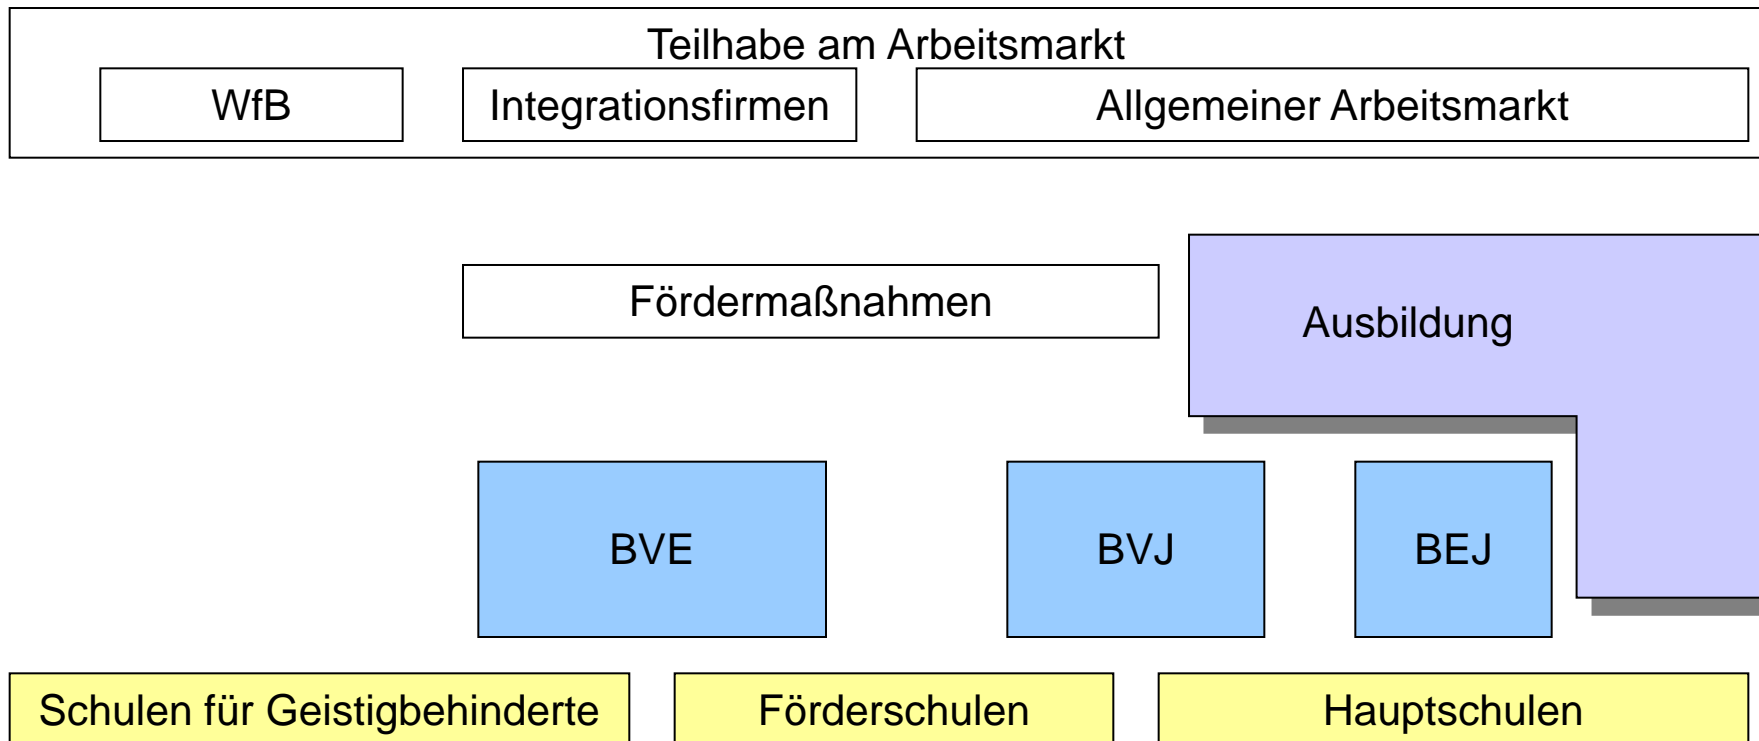 Teilhabe am Arbeitsmarkt
WfB
Integrationsfirmen
Allgemeiner Arbeitsmarkt
Fördermaßnahmen
Ausbildung
BVE
BVJ
BEJ
Schulen für Geistigbehinderte
Förderschulen
Hauptschulen